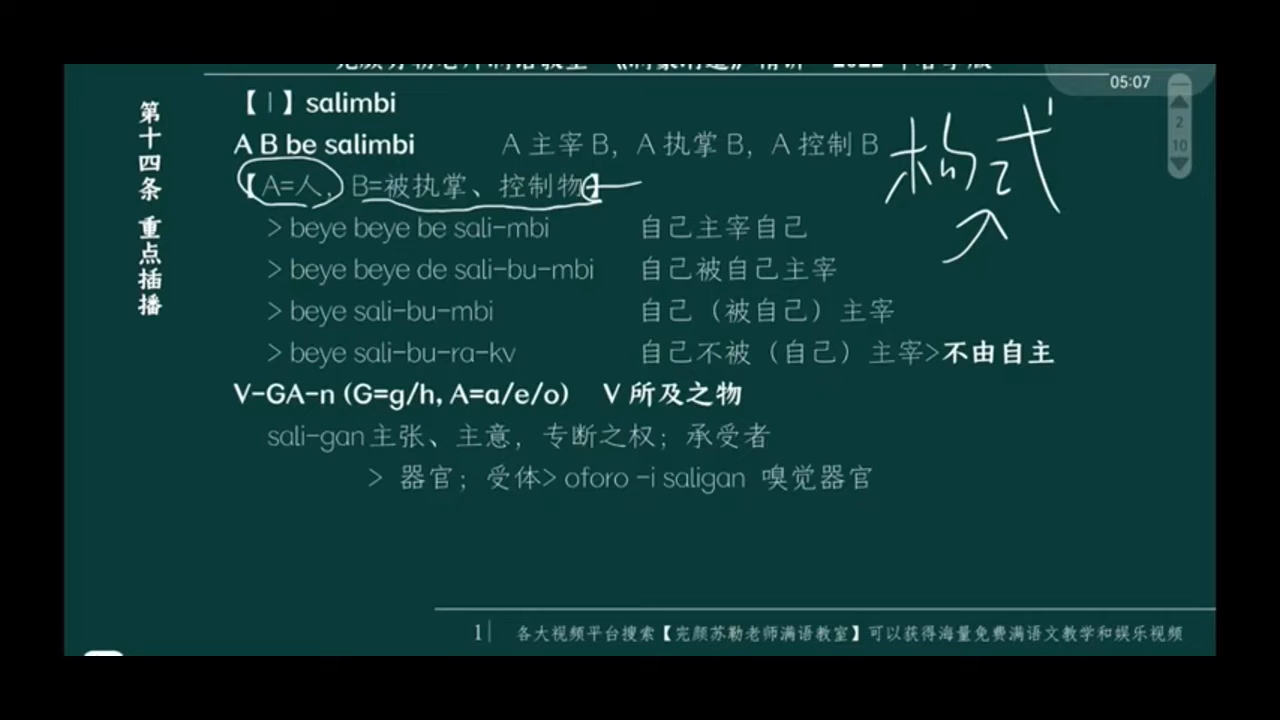 05:07
第十四条 重点插播
【Ⅰ】salimbi
A B be salimbi A 主宰 B，A 执掌 B，A 控制 B
【A=人，B=被执掌、控制物】
构式
> beye beye be sali-mbi 自己主宰自己
> beye beye de sali-bu-mbi 自己被自己主宰
> beye sali-bu-mbi 自己（被自己）主宰
> beye sali-bu-ra-kv 自己不被（自己）主宰>不由自主
V-GA-n (G=g/h, A=a/e/o) V 所及之物
sali-gan 主张、主意，专断之权；承受者
> 器官；受体> oforo -i saligan 嗅觉器官
2
10
1| 各大视频平台搜索【完颜苏勒老师满语教室】可以获得海量免费满语文教学和娱乐视频